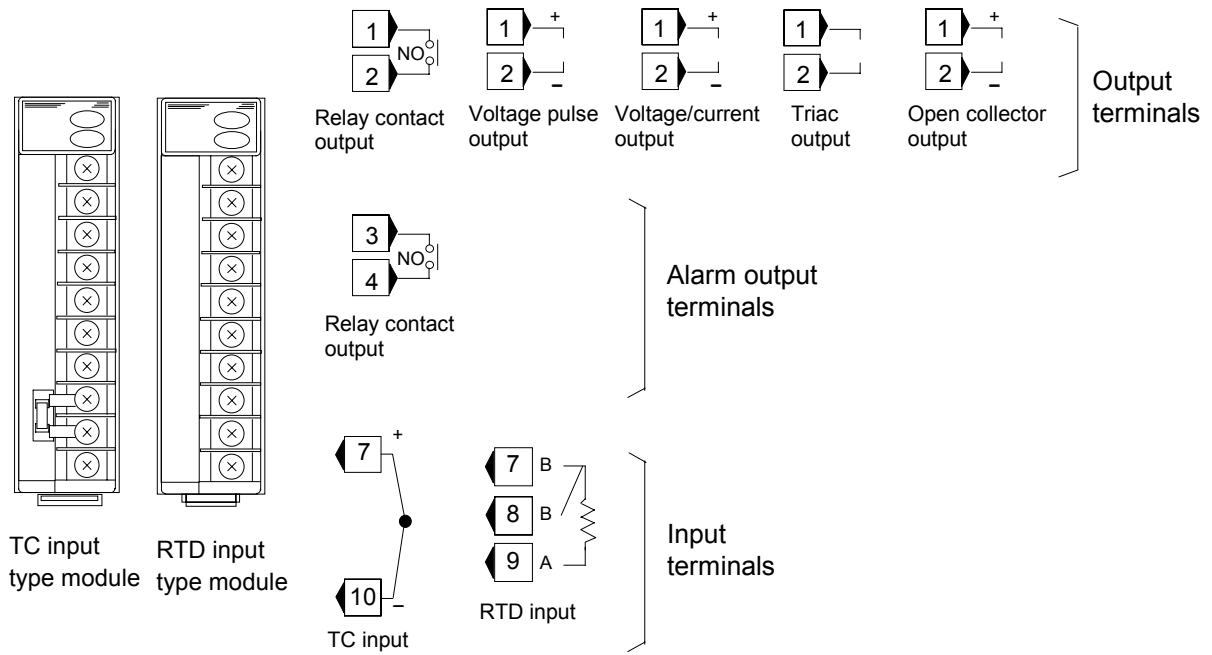 1
NO
2
Relay contact
output
1 +
2 –
Voltage pulse
output
1 +
2 –
Voltage/current
output
1
2
Triac
output
1 +
2 –
Open collector
output
Output
terminals
3
NO
4
Relay contact
output
Alarm output
terminals
TC input
type module
RTD input
type module
7 +
10 –
TC input
7 B
8 B
9 A
RTD input
Input
terminals